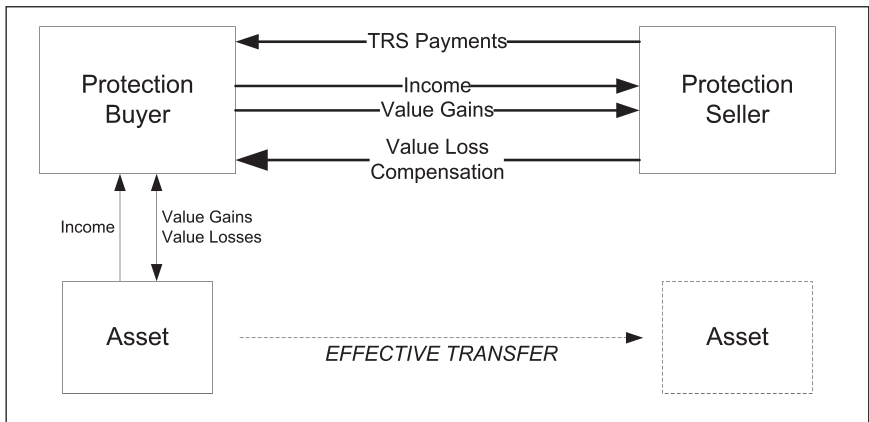 Protection
Buyer
TRS Payments
Income
Value Gains
Value Loss
Compensation
Protection
Seller
Income
Value Gains
Value Losses
Asset
EFFECTIVE TRANSFER
Asset